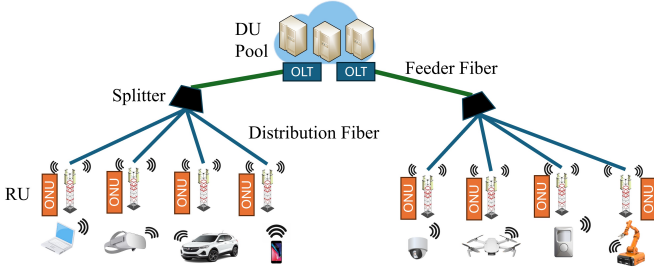 DU
Pool
OLT
OLT
Feeder Fiber
Splitter
Distribution Fiber
RU
ONU
ONU
ONU
ONU
ONU
ONU
ONU
ONU